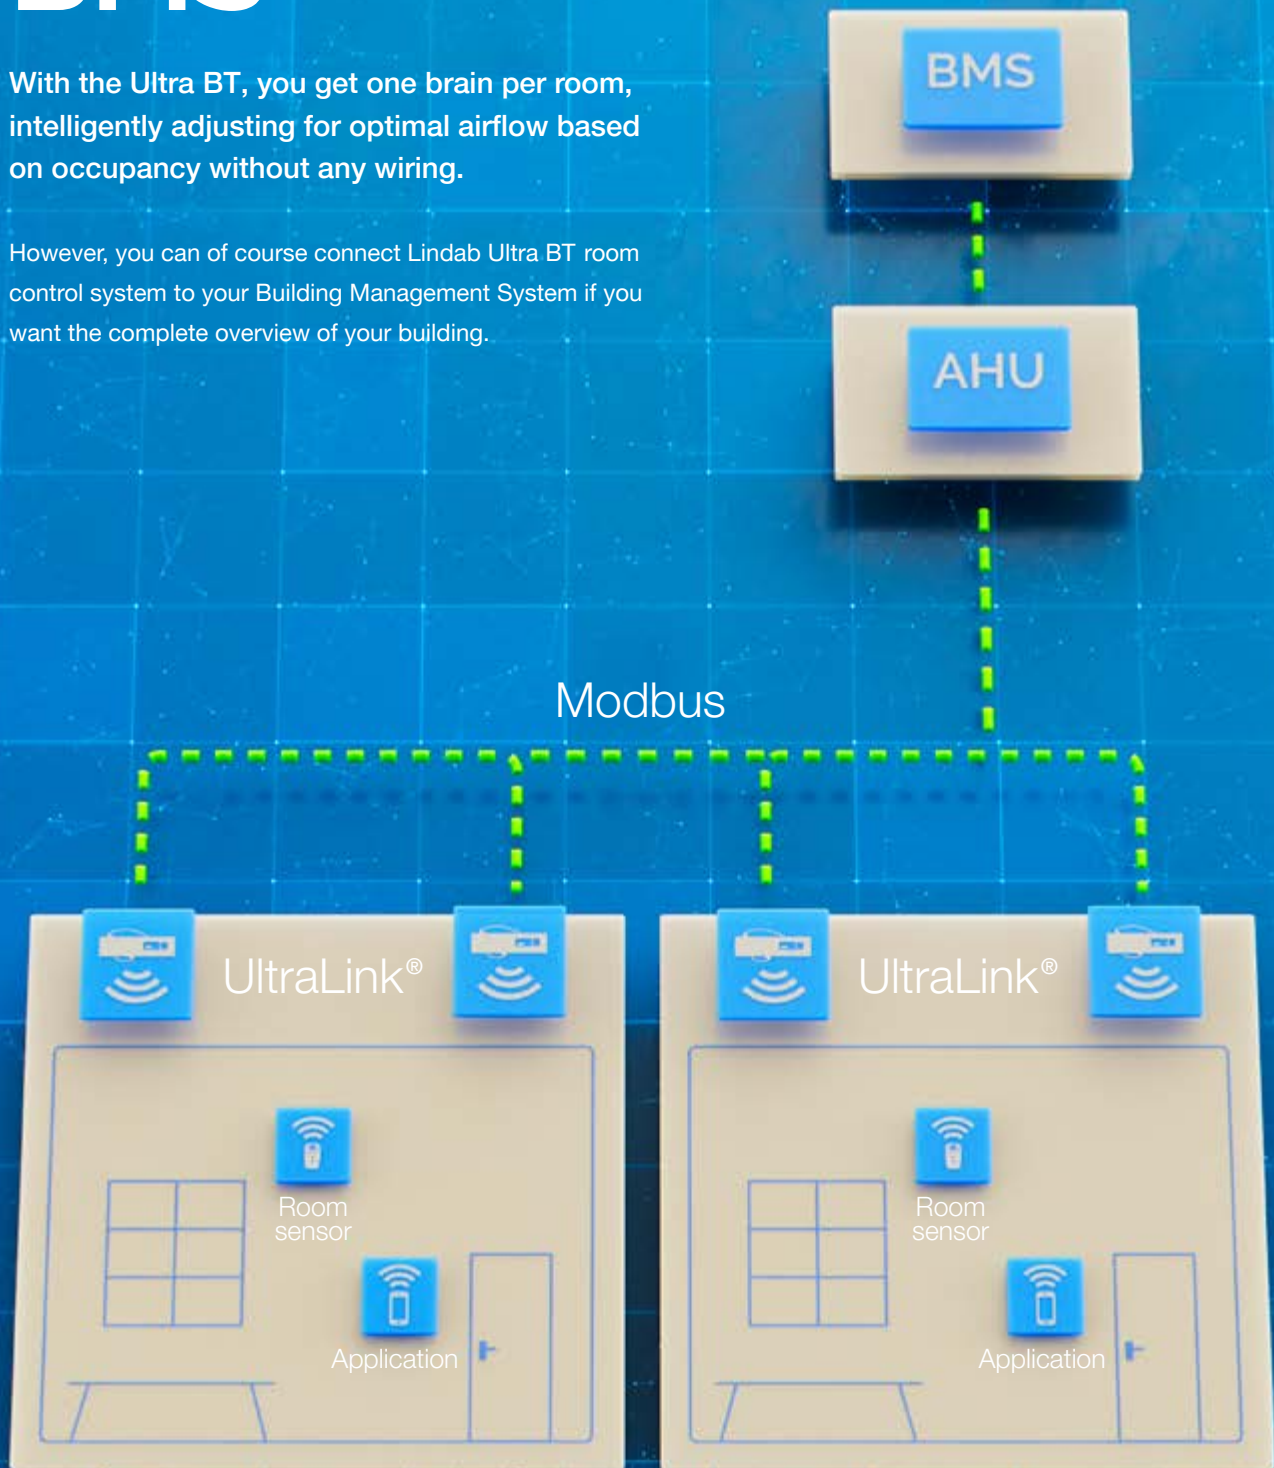 BMS
With the Ultra BT, you get one brain per room,
intelligently adjusting for optimal airflow based
on occupancy without any wiring.
However, you can of course connect Lindab Ultra BT room
control system to your Building Management System if you
want the complete overview of your building.
BMS
AHU
Modbus
UltraLink®
UltraLink®
Room
sensor
Room
sensor
Application
Application